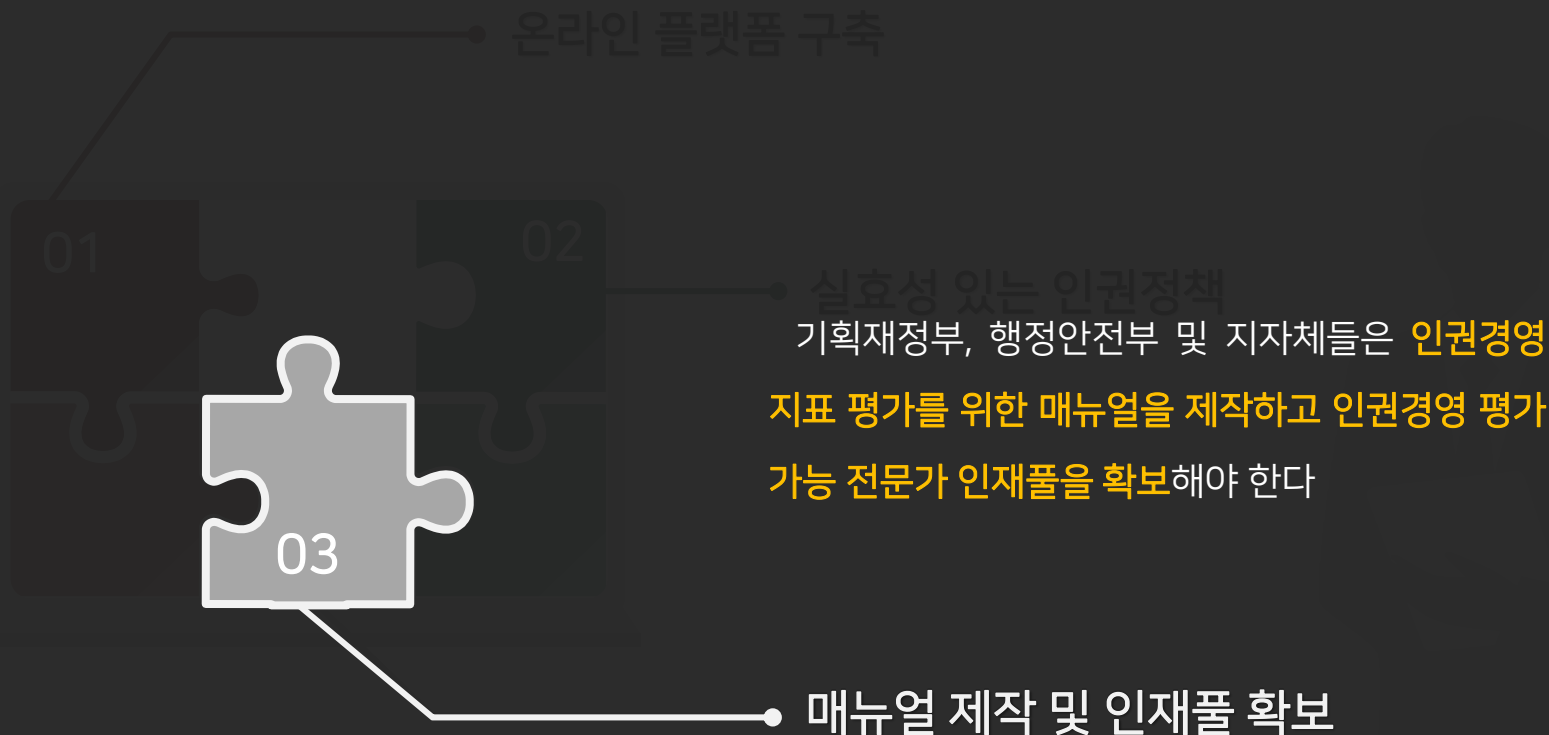 온라인 플랫폼 구축
01
02
실효성 있는 인권정책
기획재정부, 행정안전부 및 지자체들은 인권경영
지표 평가를 위한 매뉴얼을 제작하고 인권경영 평가
가능 전문가 인재풀을 확보해야 한다
03
매뉴얼 제작 및 인재풀 확보